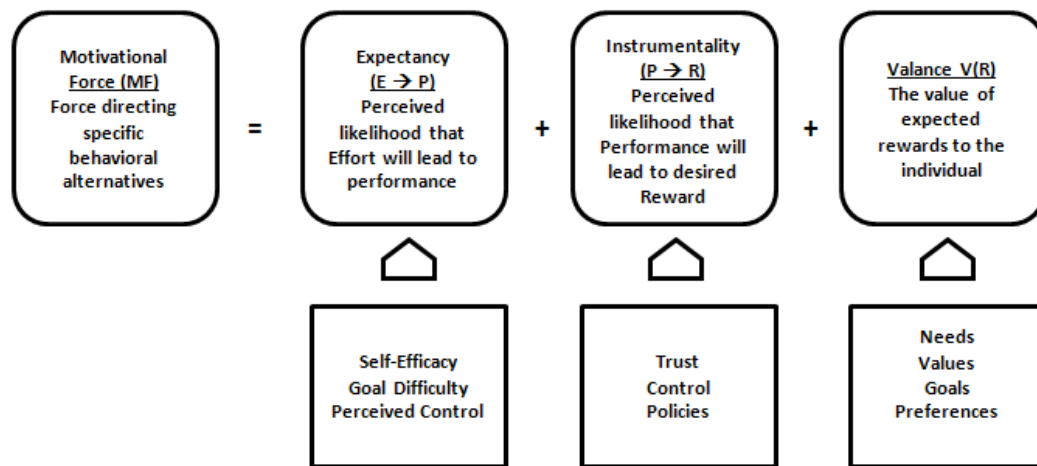 Motivational
Force (MF)
Force directing
specific
behavioral
alternatives
=
Expectancy
(E → P)
Perceived
likelihood that
Effort will lead to
performance
+
Instrumentality
(P → R)
Perceived
likelihood that
Performance will
lead to desired
Reward
+
Valance V(R)
The value of
expected
rewards to the
individual
Self-Efficacy
Goal Difficulty
Perceived Control
Trust
Control
Policies
Needs
Values
Goals
Preferences